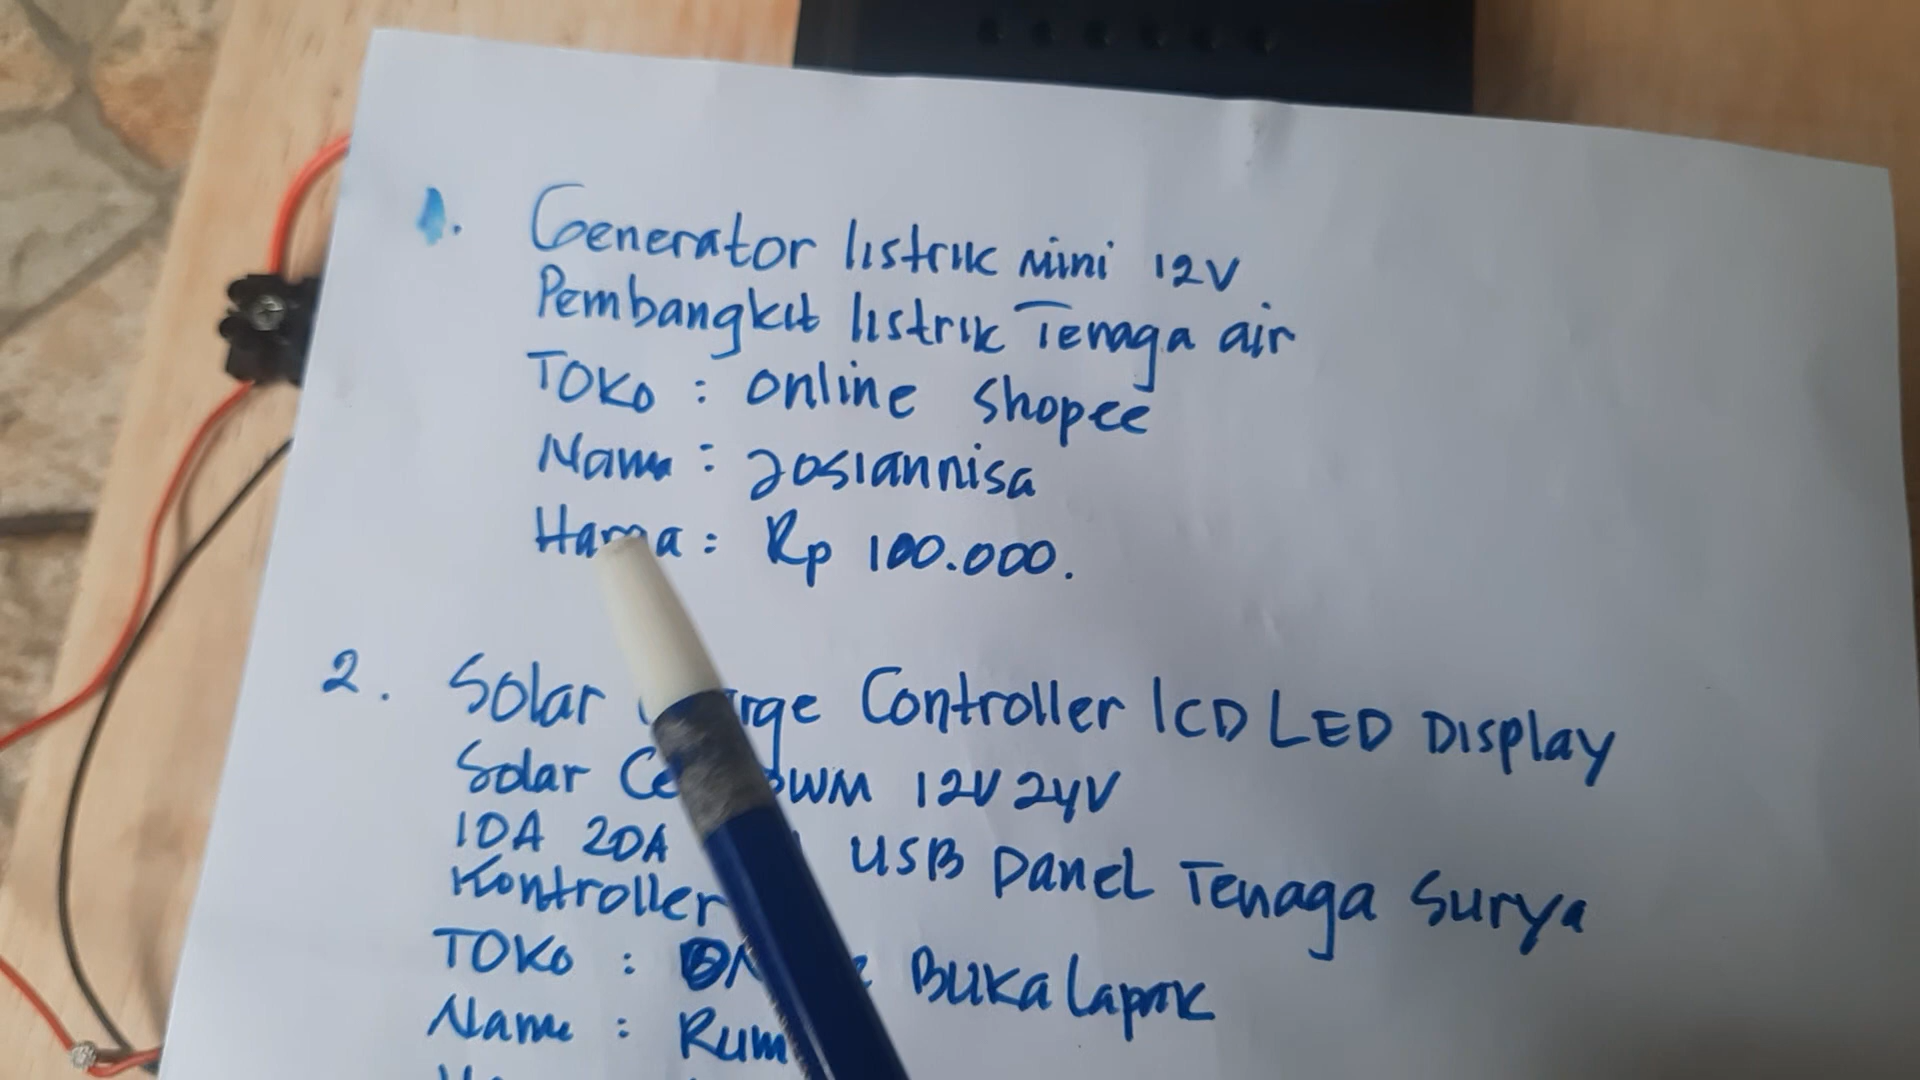 1. Generator listrik Mini 12V
Pembangkit listrik Tenaga air
TOKO : Online Shopee
Nama : Josiannisa
: Rp 100.000.
2. Solar Controller LCD LED Display
Solar PWM 12V 24V
10A 20A USB Panel Tenaga Surya
Kontroller
TOKO : Bukalapak
Nama :